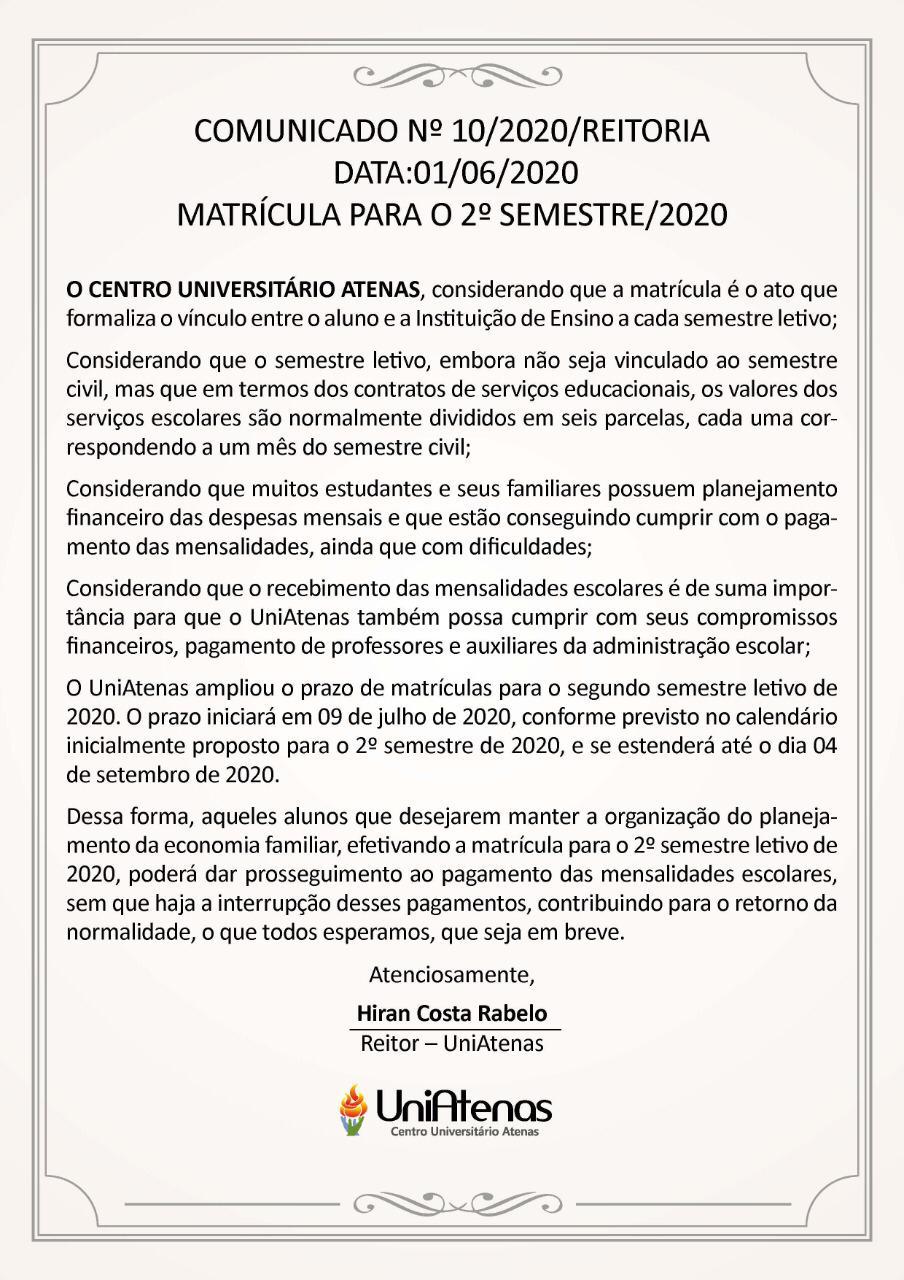 COMUNICADO Nº 10/2020/REITORIA
DATA:01/06/2020
MATRÍCULA PARA O 2º SEMESTRE/2020
O CENTRO UNIVERSITÁRIO ATENAS, considerando que a matrícula é o ato que
formaliza o vínculo entre o aluno e a Instituição de Ensino a cada semestre letivo;
Considerando que o semestre letivo, embora não seja vinculado ao semestre
civil, mas que em termos dos contratos de serviços educacionais, os valores dos
serviços escolares são normalmente divididos em seis parcelas, cada uma cor-
respondendo a um mês do semestre civil;
Considerando que muitos estudantes e seus familiares possuem planejamento
financeiro das despesas mensais e que estão conseguindo cumprir com o paga-
mento das mensalidades, ainda que com dificuldades;
Considerando que o recebimento das mensalidades escolares é de suma impor-
tância para que o UniAtenas também possa cumprir com seus compromissos
financeiros, pagamento de professores e auxiliares da administração escolar;
O UniAtenas ampliou o prazo de matrículas para o segundo semestre letivo de
2020. O prazo iniciará em 09 de julho de 2020, conforme previsto no calendário
inicialmente proposto para o 2º semestre de 2020, e se estenderá até o dia 04
de setembro de 2020.
Dessa forma, aqueles alunos que desejarem manter a organização do planeja-
mento da economia familiar, efetivando a matrícula para o 2º semestre letivo de
2020, poderá dar prosseguimento ao pagamento das mensalidades escolares,
sem que haja a interrupção desses pagamentos, contribuindo para o retorno da
normalidade, o que todos esperamos, que seja em breve.
Atenciosamente,
Hiran Costa Rabelo
Reitor – UniAtenas
UniAtenas
Centro Universitário Atenas